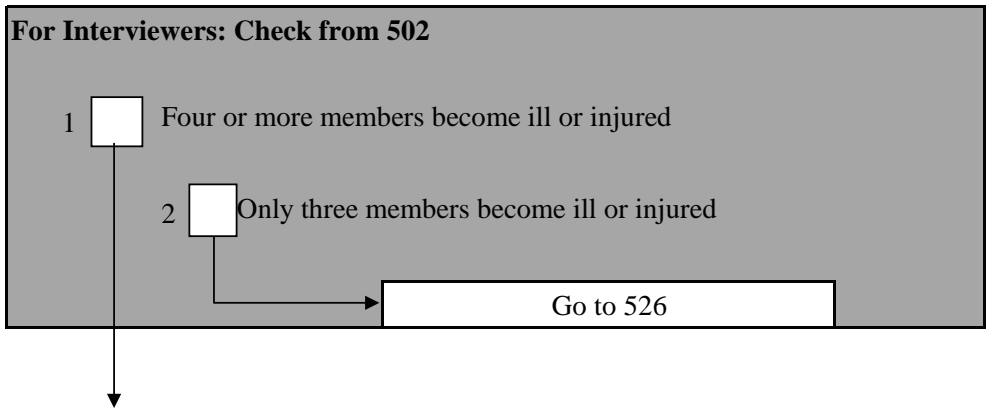 For Interviewers: Check from 502
1 Four or more members become ill or injured
2 Only three members become ill or injured
Go to 526